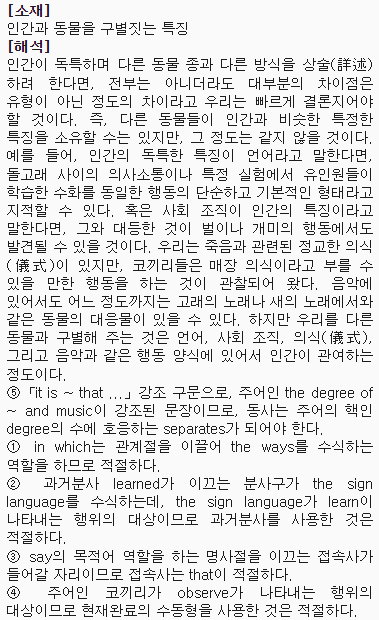 [소재]
인간과 동물을 구별짓는 특징
[해석]
인간이 독특하며 다른 동물 종과 다른 방식을 상술(詳述)
하려 한다면, 전부는 아니더라도 대부분의 차이점은
유형이 아닌 정도의 차이라고 우리는 빠르게 결론지어야
할 것이다. 즉, 다른 동물들이 인간과 비슷한 특정한
특징을 소유할 수는 있지만, 그 정도는 같지 않을 것이다.
예를 들어, 인간의 독특한 특징이 언어라고 말한다면,
돌고래 사이의 의사소통이나 특정 실험에서 유인원들이
학습한 수화를 동일한 행동의 단순하고 기본적인 형태라고
지적할 수 있다. 혹은 사회 조직이 인간의 특징이라고
말한다면, 그와 대등한 것이 벌이나 개미의 행동에서도
발견될 수 있을 것이다. 우리는 죽음과 관련된 정교한 의식
(儀式)이 있지만, 코끼리들은 매장 의식이라고 부를 수
있을 만한 행동을 하는 것이 관찰되어 왔다. 음악에
있어서도 어느 정도까지는 고래의 노래나 새의 노래에서와
같은 동물의 대응물이 있을 수 있다. 하지만 우리를 다른
동물과 구별해 주는 것은 언어, 사회 조직, 의식(儀式),
그리고 음악과 같은 행동 양식에 있어서 인간이 관여하는
정도이다.
⑤ 「it is ~ that …」 강조 구문으로, 주어인 the degree of
~ and music이 강조된 문장이므로, 동사는 주어의 핵인
degree의 수에 호응하는 separates가 되어야 한다.
① in which는 관계절을 이끌어 the ways를 수식하는
역할을 하므로 적절하다.
② 과거분사 learned가 이끄는 분사구가 the sign
language를 수식하는데, the sign language가 learn이
나타내는 행위의 대상이므로 과거분사를 사용한 것은
적절하다.
③ say의 목적어 역할을 하는 명사절을 이끄는 접속사가
들어갈 자리이므로 접속사는 that이 적절하다.
④ 주어인 코끼리가 observe가 나타내는 행위의
대상이므로 현재완료의 수동형을 사용한 것은 적절하다.